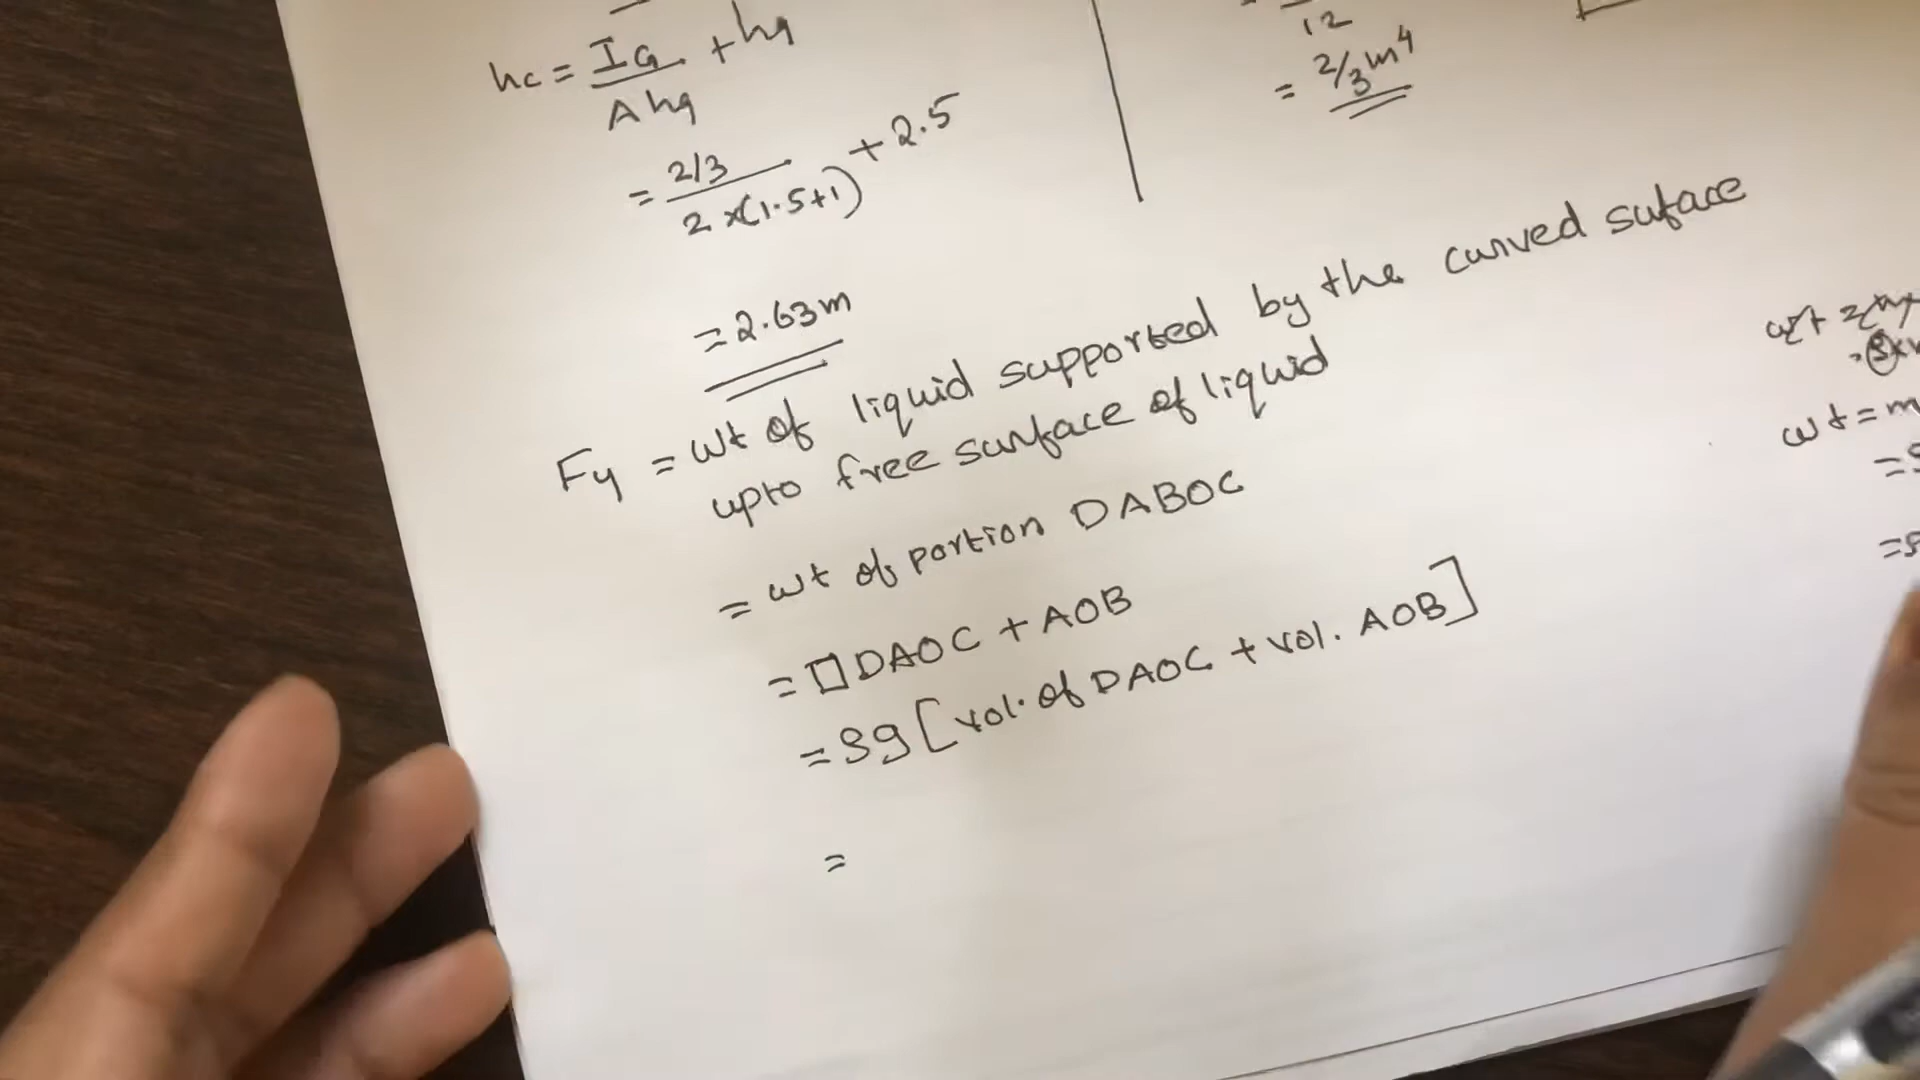 hc = IG / Ahg + hg
= 2/3 / 2×(1.5+1) + 2.5
= 2.63m
12
= 2/3 m⁴
Fy = wt of liquid supported by the curved suface
upto free surface of liquid
= wt of portion DABOC
= □DAOC + AOB
= ρg [vol. of DAOC + vol. AOB]
=
wt = m
=ρ
=ρ